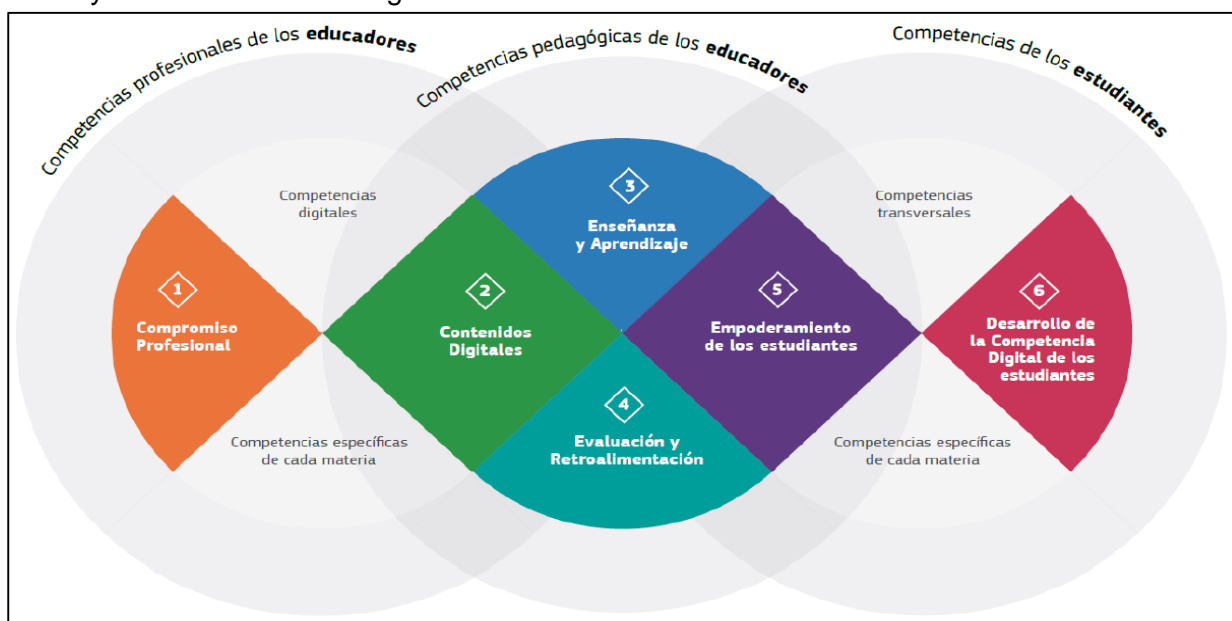 Competencias profesionales de los educadores
Competencias pedagógicas de los educadores
Competencias de los estudiantes
Competencias
digitales
Competencias
transversales
3
Enseñanza
y Aprendizaje
1
Compromiso
Profesional
2
Contenidos
Digitales
5
Empoderamiento
de los estudiantes
6
Desarrollo de
la Competencia
Digital de los
estudiantes
4
Evaluación y
Retroalimentación
Competencias específicas
de cada materia
Competencias específicas
de cada materia